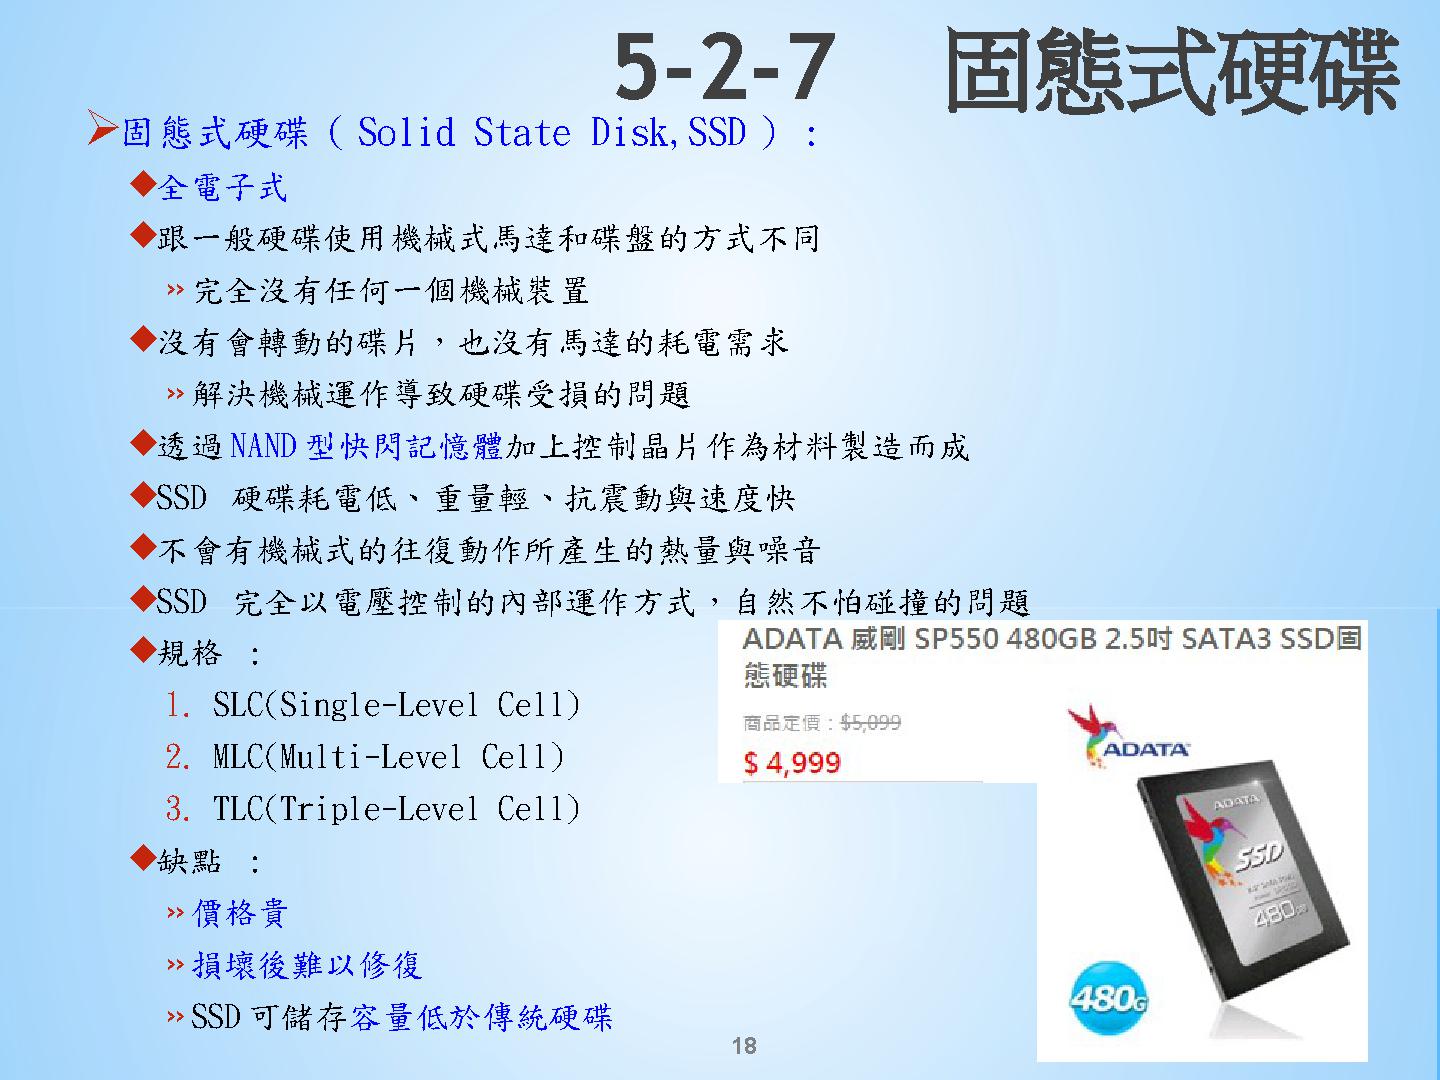 5-2-7 固態式硬碟
固態式硬碟 ( Solid State Disk,SSD ) :
全電子式
跟一般硬碟使用機械式馬達和碟盤的方式不同
» 完全沒有任何一個機械裝置
沒有會轉動的碟片，也沒有馬達的耗電需求
» 解決機械運作導致硬碟受損的問題
透過 NAND 型快閃記憶體加上控制晶片作為材料製造而成
SSD 硬碟耗電低、重量輕、抗震動與速度快
不會有機械式的往復動作所產生的熱量與噪音
SSD 完全以電壓控制的內部運作方式，自然不怕碰撞的問題
規格 :
1. SLC(Single-Level Cell)
2. MLC(Multi-Level Cell)
3. TLC(Triple-Level Cell)
缺點 :
» 價格貴
» 損壞後難以修復
» SSD 可儲存容量低於傳統硬碟
ADATA 威剛 SP550 480GB 2.5吋 SATA3 SSD固
態硬碟
商品定價：$5,099
$ 4,999
ADATA
ADATA
SSD
480GB
480G
18